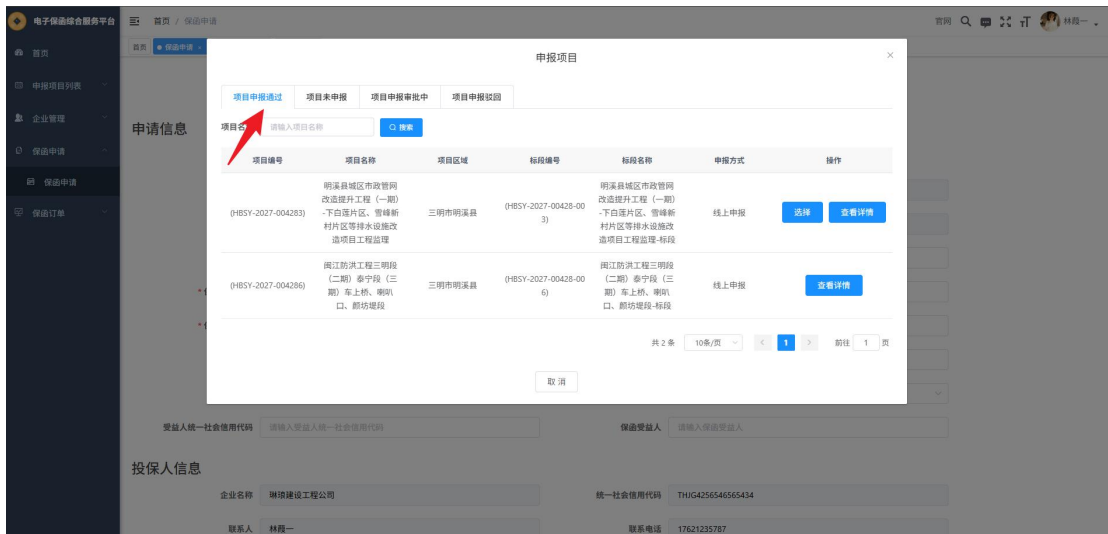 电子保函综合服务平台
首页 / 保函申请
官网
林霞一
首页
保函申请 ×
首页
申报项目列表
企业管理
保函申请
保函申请
保函订单
申请信息
申报项目
项目申报通过 项目未申报 项目申报审批中 项目申报驳回
请输入项目名称 搜索
项目编号 项目名称 项目区域 标段编号 标段名称 申报方式 操作
(HBSY-2027-004283)
明溪县城区市政管网
改造提升工程（一期）
-下白莲片区、雪峰新
村片区等排水设施改
造项目工程监理
三明市明溪县
(HBSY-2027-00428-00
3)
明溪县城区市政管网
改造提升工程（一期）
-下白莲片区、雪峰新
村片区等排水设施改
造项目工程监理-标段
线上申报
选择 查看详情
(HBSY-2027-004286)
闽江防洪工程三明段
（二期）泰宁段（三
期）车上桥、喇叭
口、颜坊堤段
三明市明溪县
(HBSY-2027-00428-00
6)
闽江防洪工程三明段
（二期）泰宁段（三
期）车上桥、喇叭
口、颜坊堤段-标段
线上申报
查看详情
共 2 条 10条/页 < 1 > 前往 1 页
取 消
受益人统一社会信用代码 请输入受益人统一社会信用代码 保函受益人 请输入保函受益人
投保人信息
企业名称 琳琅建设工程公司 统一社会信用代码 THJG4256546565434
联系人 林霞一 联系电话 17621235787